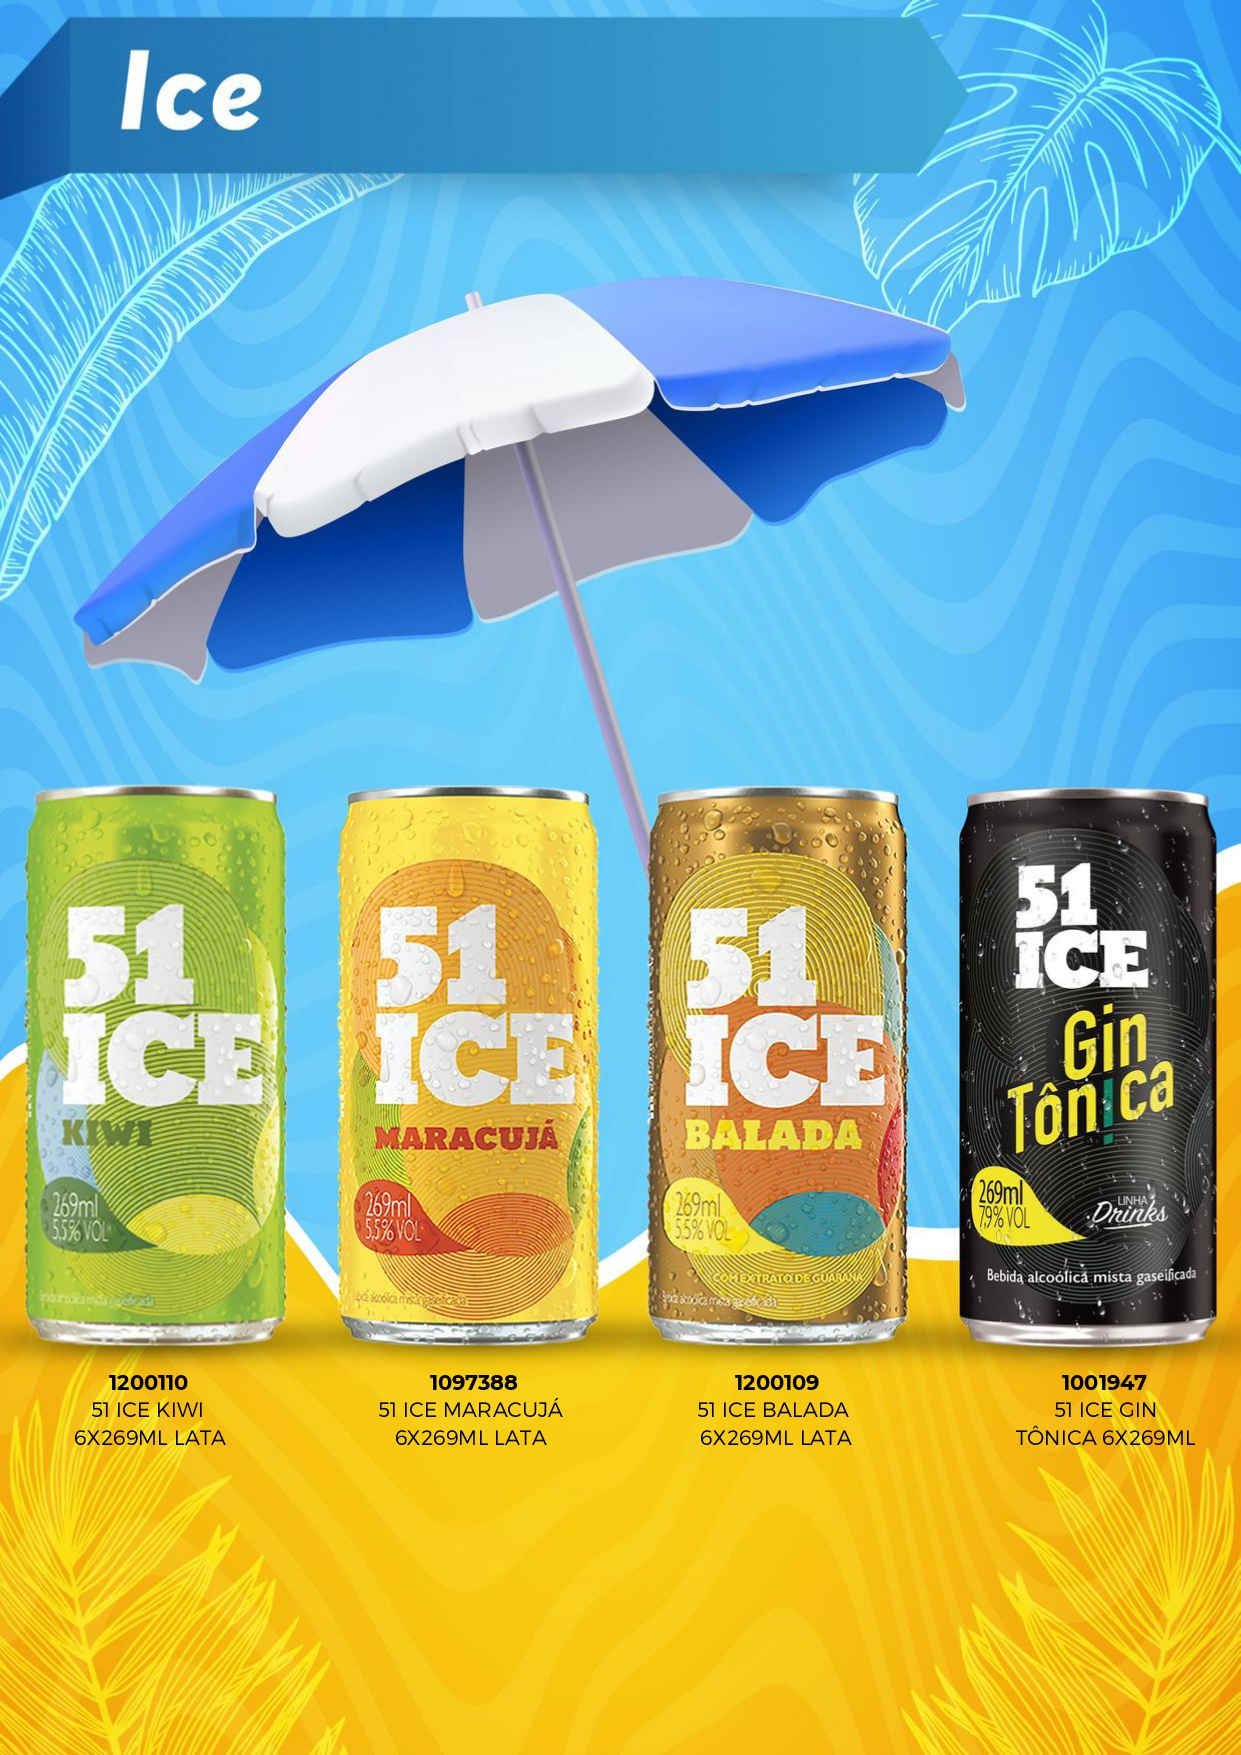 Ice
51
ICE
KIWI
269ml
5,5% VOL
51
ICE
MARACUJÁ
269ml
5,5% VOL
51
ICE
BALADA
269ml
5,5% VOL
COM EXTRATO DE GUARANÁ
51
ICE
Gin
Tônica
269ml
7,9% VOL
LINHA
Drinks
Bebida alcoólica mista gaseificada
1200110
51 ICE KIWI
6X269ML LATA
1097388
51 ICE MARACUJÁ
6X269ML LATA
1200109
51 ICE BALADA
6X269ML LATA
1001947
51 ICE GIN
TÔNICA 6X269ML